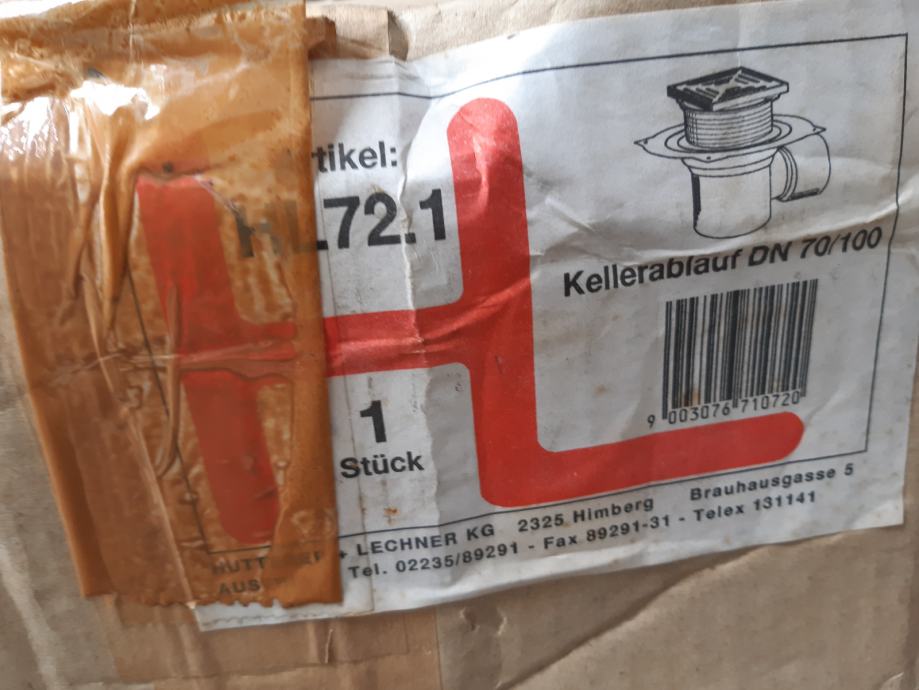 tikel:
HL72.1
Kellerablauf DN 70/100
9 003076 710720
1
Stück
+ LECHNER KG 2325 Himberg Brauhausgasse 5
Tel. 02235/89291 - Fax 89291-31 - Telex 131141